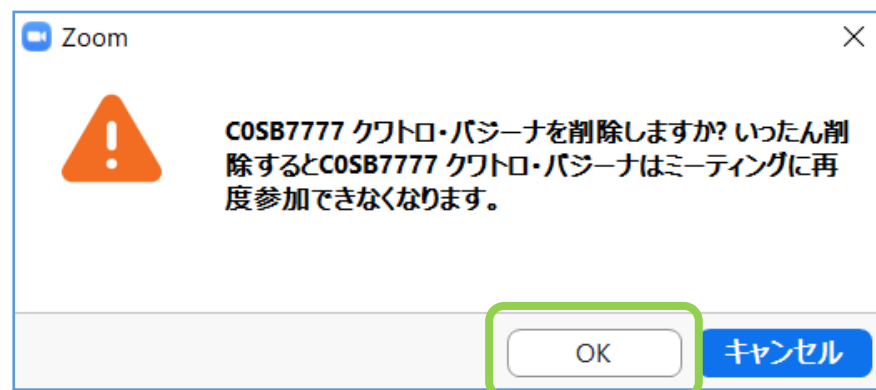 Zoom
C0SB7777 クワトロ・バジーナを削除しますか? いったん削
除するとC0SB7777 クワトロ・バジーナはミーティングに再
度参加できなくなります。
OK
キャンセル